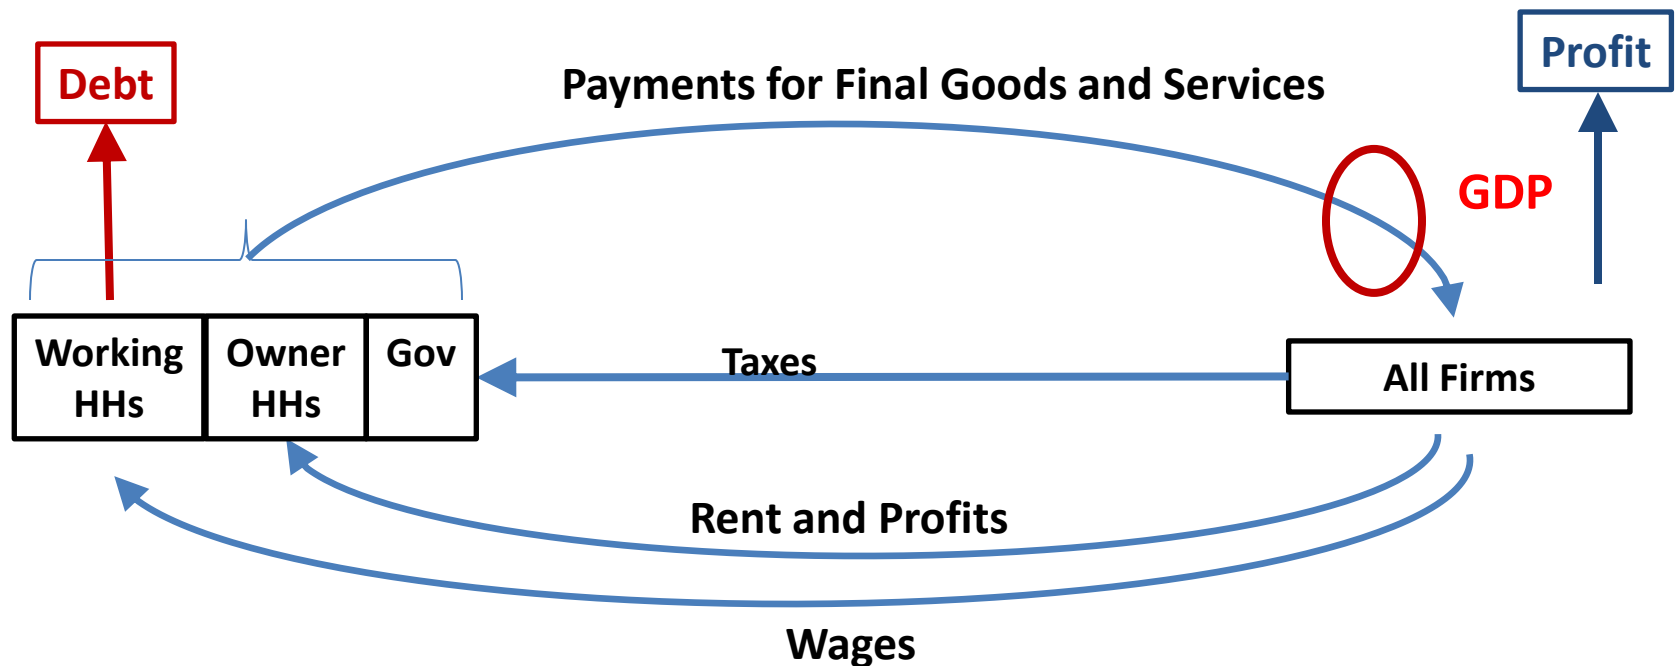 Debt
Payments for Final Goods and Services
Profit
GDP
Working
HHs
Owner
HHs
Gov
Taxes
All Firms
Rent and Profits
Wages